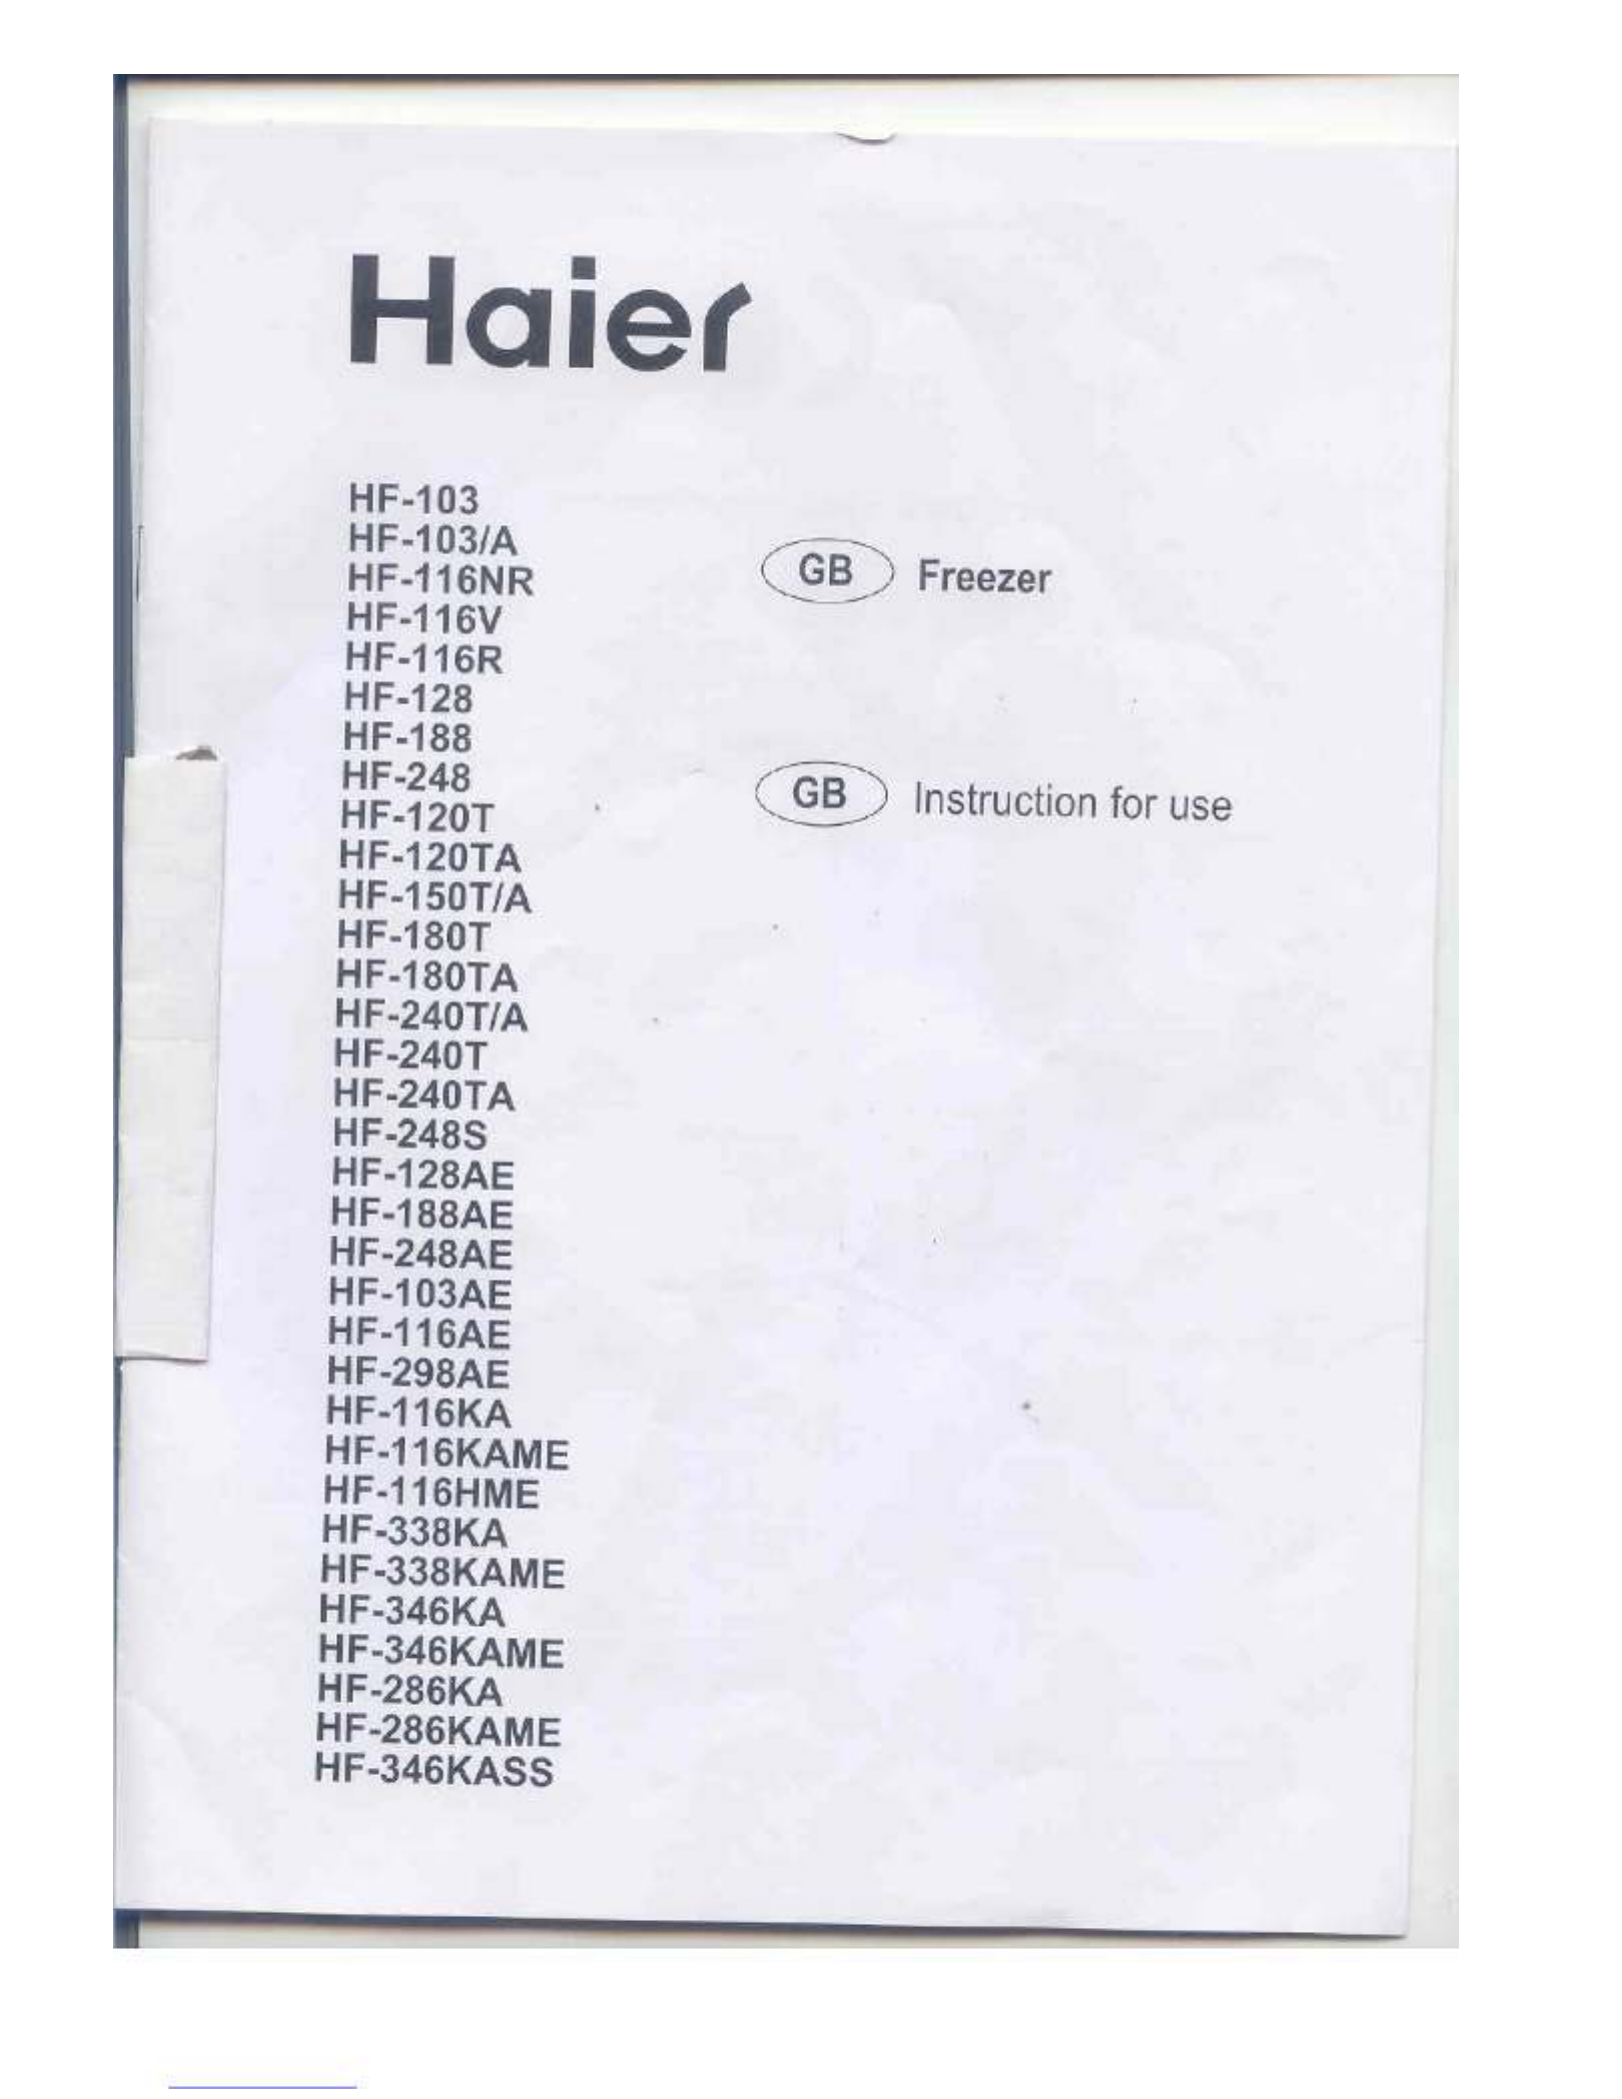 Haier
HF-103
HF-103/A
HF-116NR
HF-116V
HF-116R
HF-128
HF-188
HF-248
HF-120T
HF-120TA
HF-150T/A
HF-180T
HF-180TA
HF-240T/A
HF-240T
HF-240TA
HF-248S
HF-128AE
HF-188AE
HF-248AE
HF-103AE
HF-116AE
HF-298AE
HF-116KA
HF-116KAME
HF-116HME
HF-338KA
HF-338KAME
HF-346KA
HF-346KAME
HF-286KA
HF-286KAME
HF-346KASS
GB Freezer
GB Instruction for use